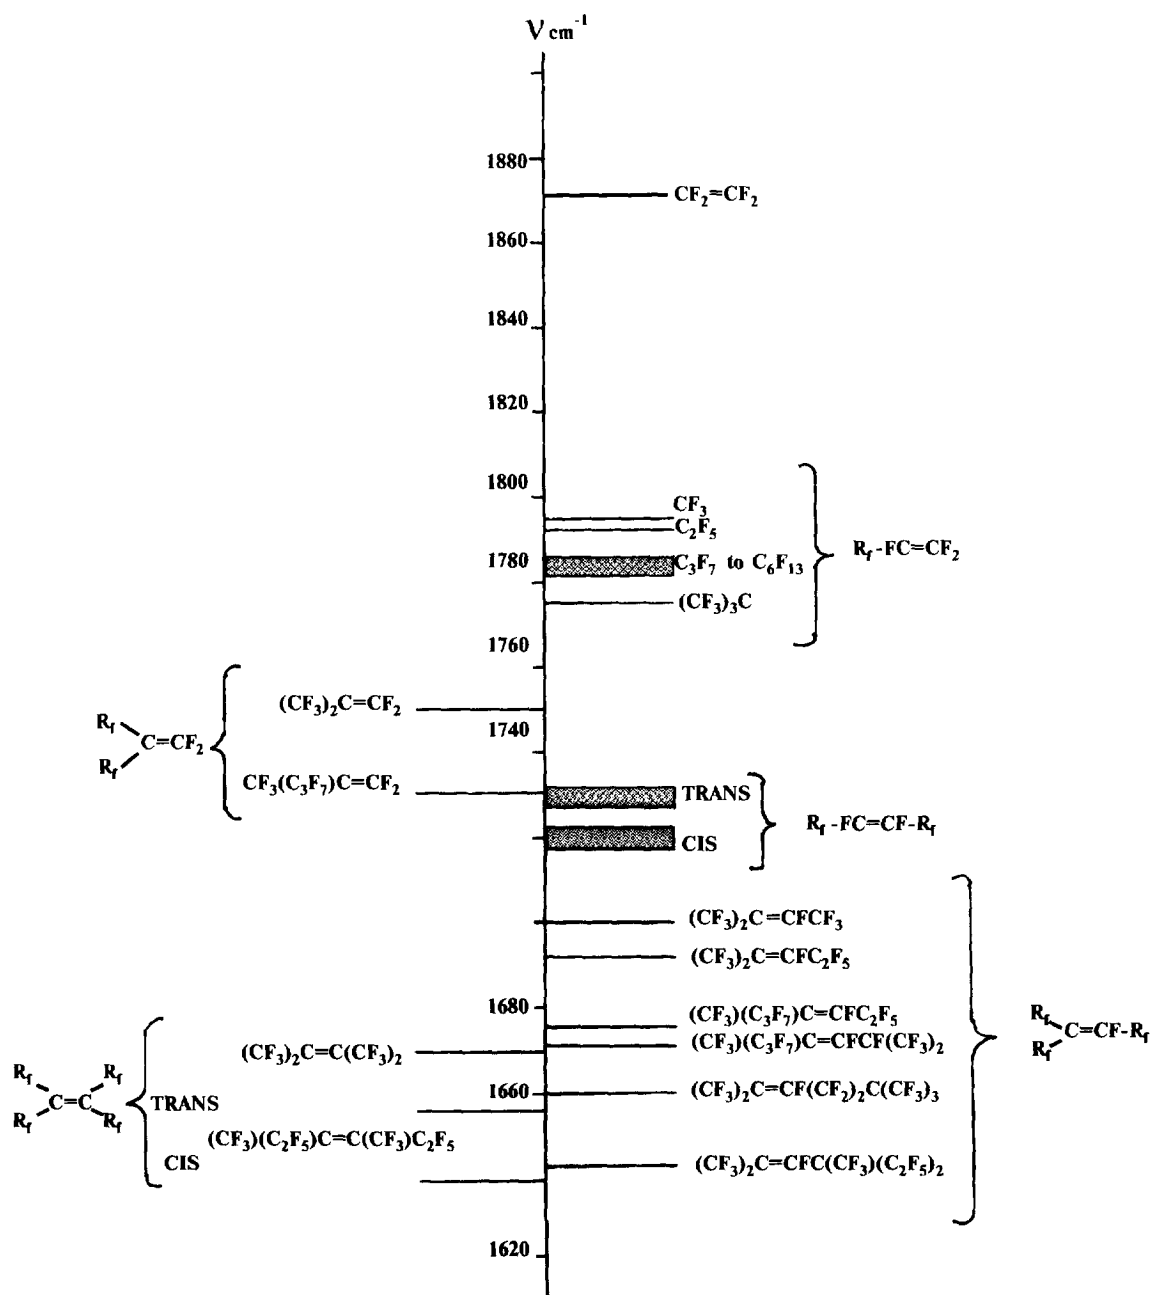 ν cm⁻¹
1880
CF₂=CF₂
1860
1840
1820
1800
CF₃
C₂F₅
1780
C₃F₇ to C₆F₁₃
R_f -FC=CF₂
(CF₃)₃C
1760
(CF₃)₂C=CF₂
1740
R_f
C=CF₂
R_f
CF₃(C₃F₇)C=CF₂
TRANS
R_f -FC=CF-R_f
CIS
(CF₃)₂C=CFCF₃
(CF₃)₂C=CFC₂F₅
1680
(CF₃)(C₃F₇)C=CFC₂F₅
(CF₃)(C₃F₇)C=CFCF(CF₃)₂
R_f
C=CF-R_f
R_f
(CF₃)₂C=C(CF₃)₂
1660
(CF₃)₂C=CF(CF₂)₂C(CF₃)₃
R_f R_f
C=C
R_f R_f
TRANS
(CF₃)(C₂F₅)C=C(CF₃)C₂F₅
CIS
(CF₃)₂C=CFC(CF₃)(C₂F₅)₂
1620